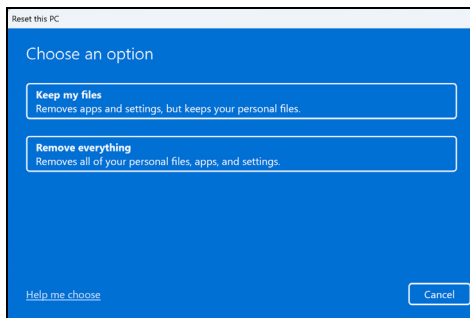 Reset this PC
Choose an option
Keep my files
Removes apps and settings, but keeps your personal files.
Remove everything
Removes all of your personal files, apps, and settings.
Help me choose
Cancel